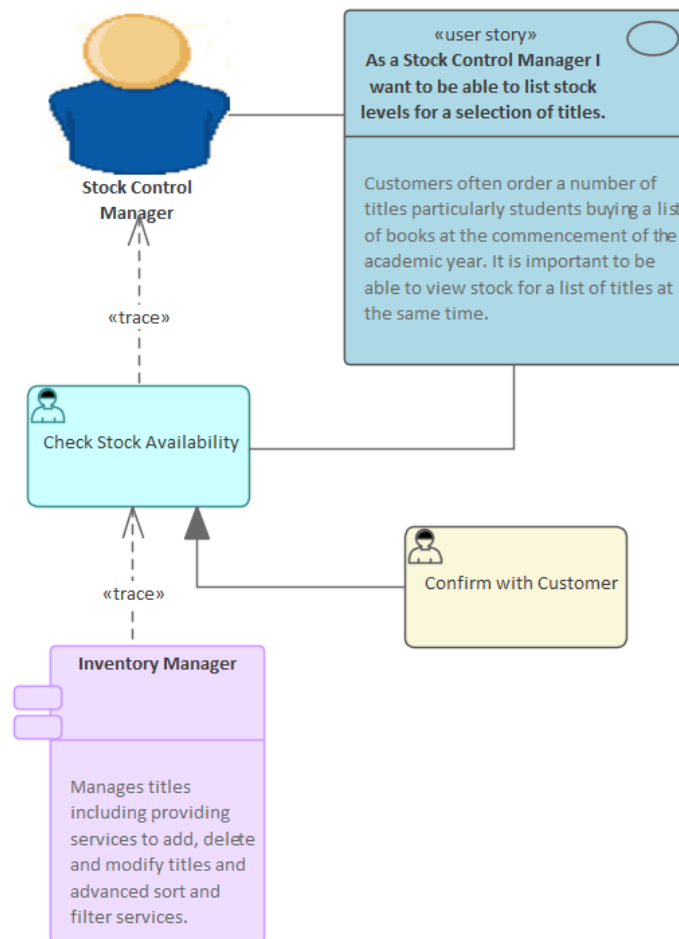 «user story»
As a Stock Control Manager I
want to be able to list stock
levels for a selection of titles.
Customers often order a number of
titles particularly students buying a list
of books at the commencement of the
academic year. It is important to be
able to view stock for a list of titles at
the same time.
Stock Control
Manager
«trace»
Check Stock Availability
Confirm with Customer
«trace»
Inventory Manager
Manages titles
including providing
services to add, delete
and modify titles and
advanced sort and
filter services.